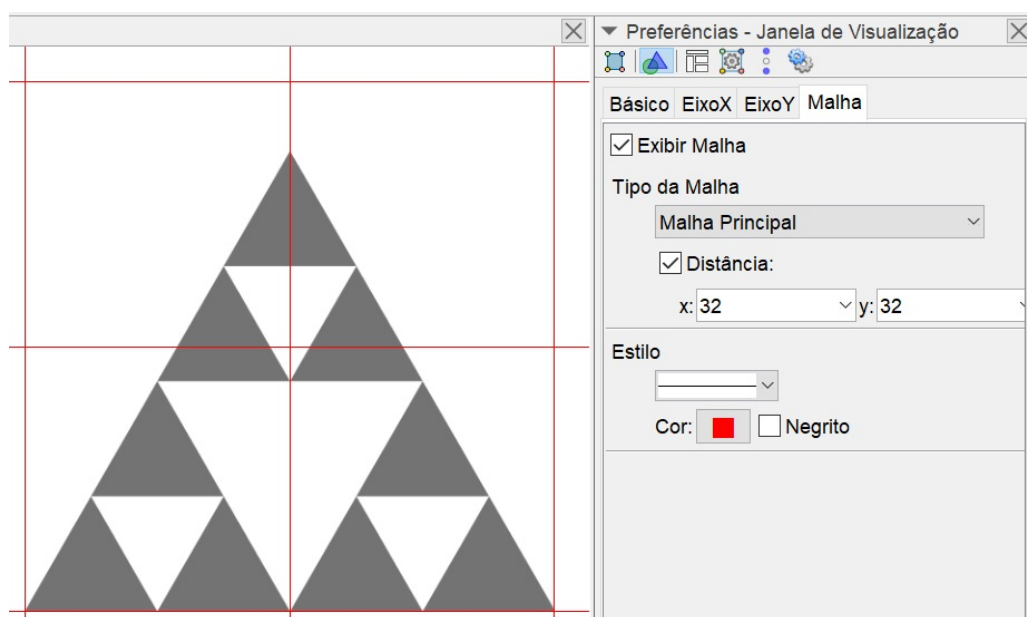 Preferências - Janela de Visualização
Básico EixoX EixoY Malha
Exibir Malha
Tipo da Malha
Malha Principal
Distância:
x: 32 y: 32
Estilo
Cor: Negrito